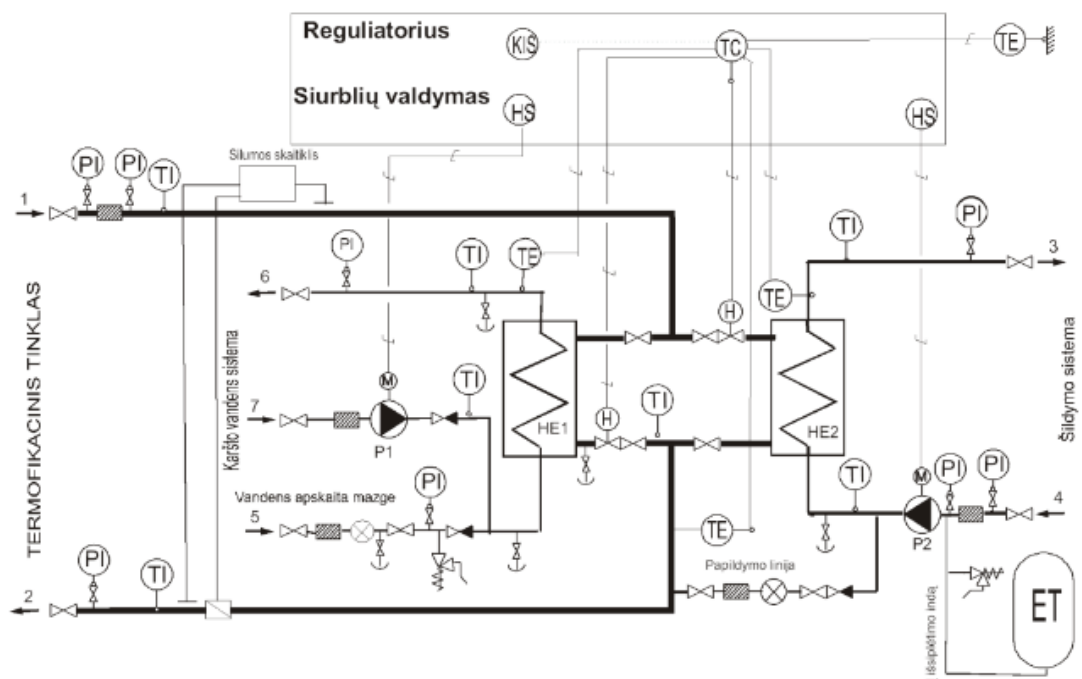 Reguliatorius
KIS
TC
TE
Siurblių valdymas
HS
HS
Silumos skaitiklis
PI
PI
TI
1
TI
PI
3
PI
TI
TE
6
TE
H
M
TI
7
P1
HE1
H
TI
HE2
TERMOFIKACINIS TINKLAS
Karšto vandens sistema
Šildymo sistema
Vandens apskaita mazge
PI
5
TI
M
PI
PI
4
P2
TE
Papildymo linija
PI
TI
2
išsiplėtimo indą
ET